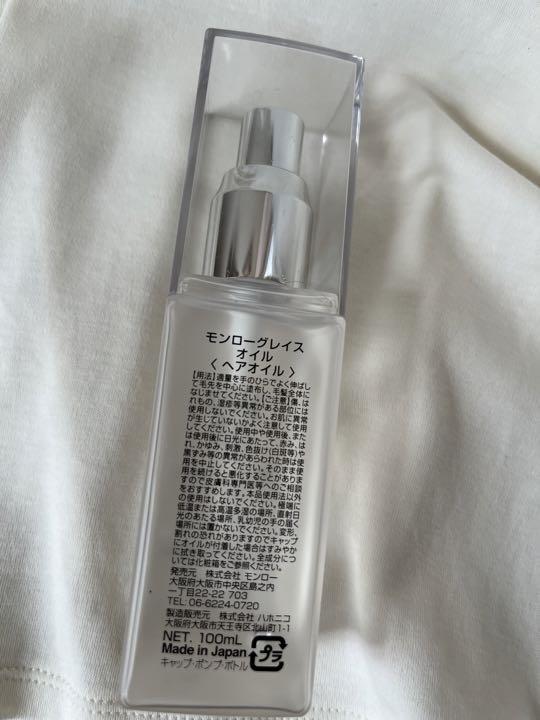 モンローグレイス
オイル
〈 ヘアオイル 〉
【用法】適量を手のひらでよく伸ばし
て毛先を中心に塗布し、毛髪全体に
なじませてください。【ご注意】傷、は
れもの、湿疹等異常がある部位には
使用しないでください。お肌に異常
が生じていないかよく注意して使用
してください。使用中や使用後、また
は使用後に日光にあたって、赤み、は
れ、かゆみ、刺激、色抜け(白斑等)や
黒ずみ等の異常があらわれた時は使
用を中止してください。そのまま使
用を続けると悪化することがありま
すので皮膚科専門医等へのご相談
をおすすめします。本品使用法以外
の使用はしないでください。極端に
低温または高温多湿の場所、直射日
光のあたる場所、乳幼児の手の届く
場所には置かないでください。変形、
割れの恐れがありますのでキャップ
にオイルが付着した場合はすみやか
に拭き取ってください。全成分につ
いては化粧箱をご参照ください。
発売元 株式会社 モンロー
大阪府大阪市中央区島之内
一丁目22-22 703
TEL: 06-6224-0720
製造販売元 株式会社 ハホニコ
大阪府大阪市天王寺区北山町1-1
NET. 100mL
Made in Japan
プラ
キャップ・ポンプ・ボトル